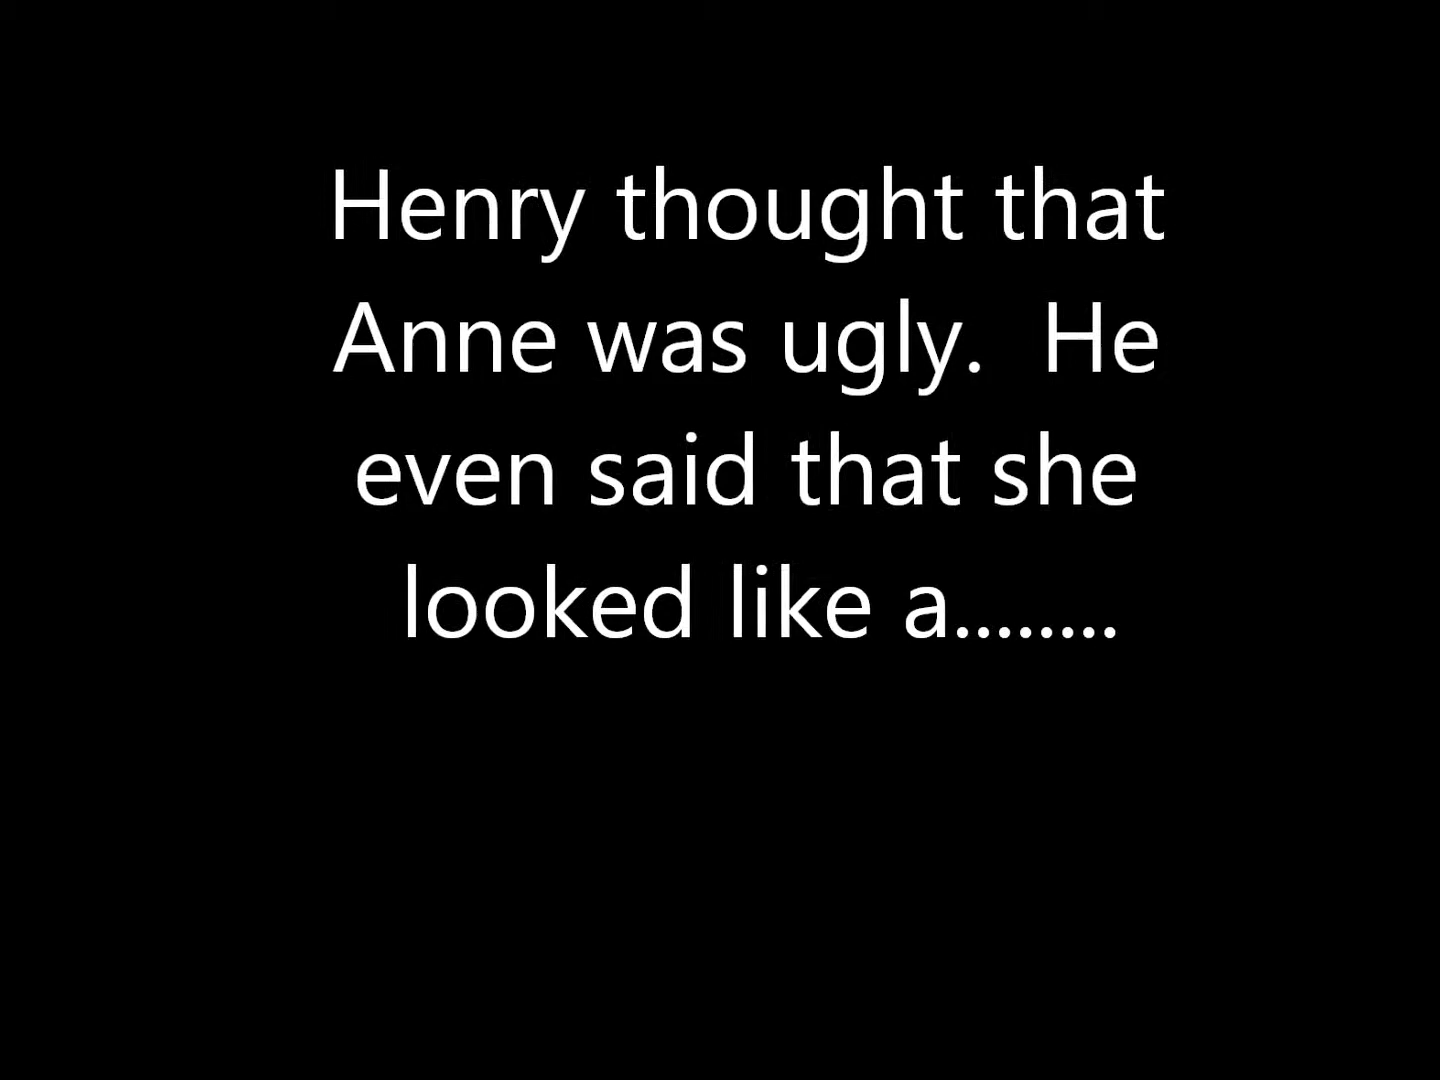 Henry thought that
Anne was ugly.  He
even said that she
looked like a........